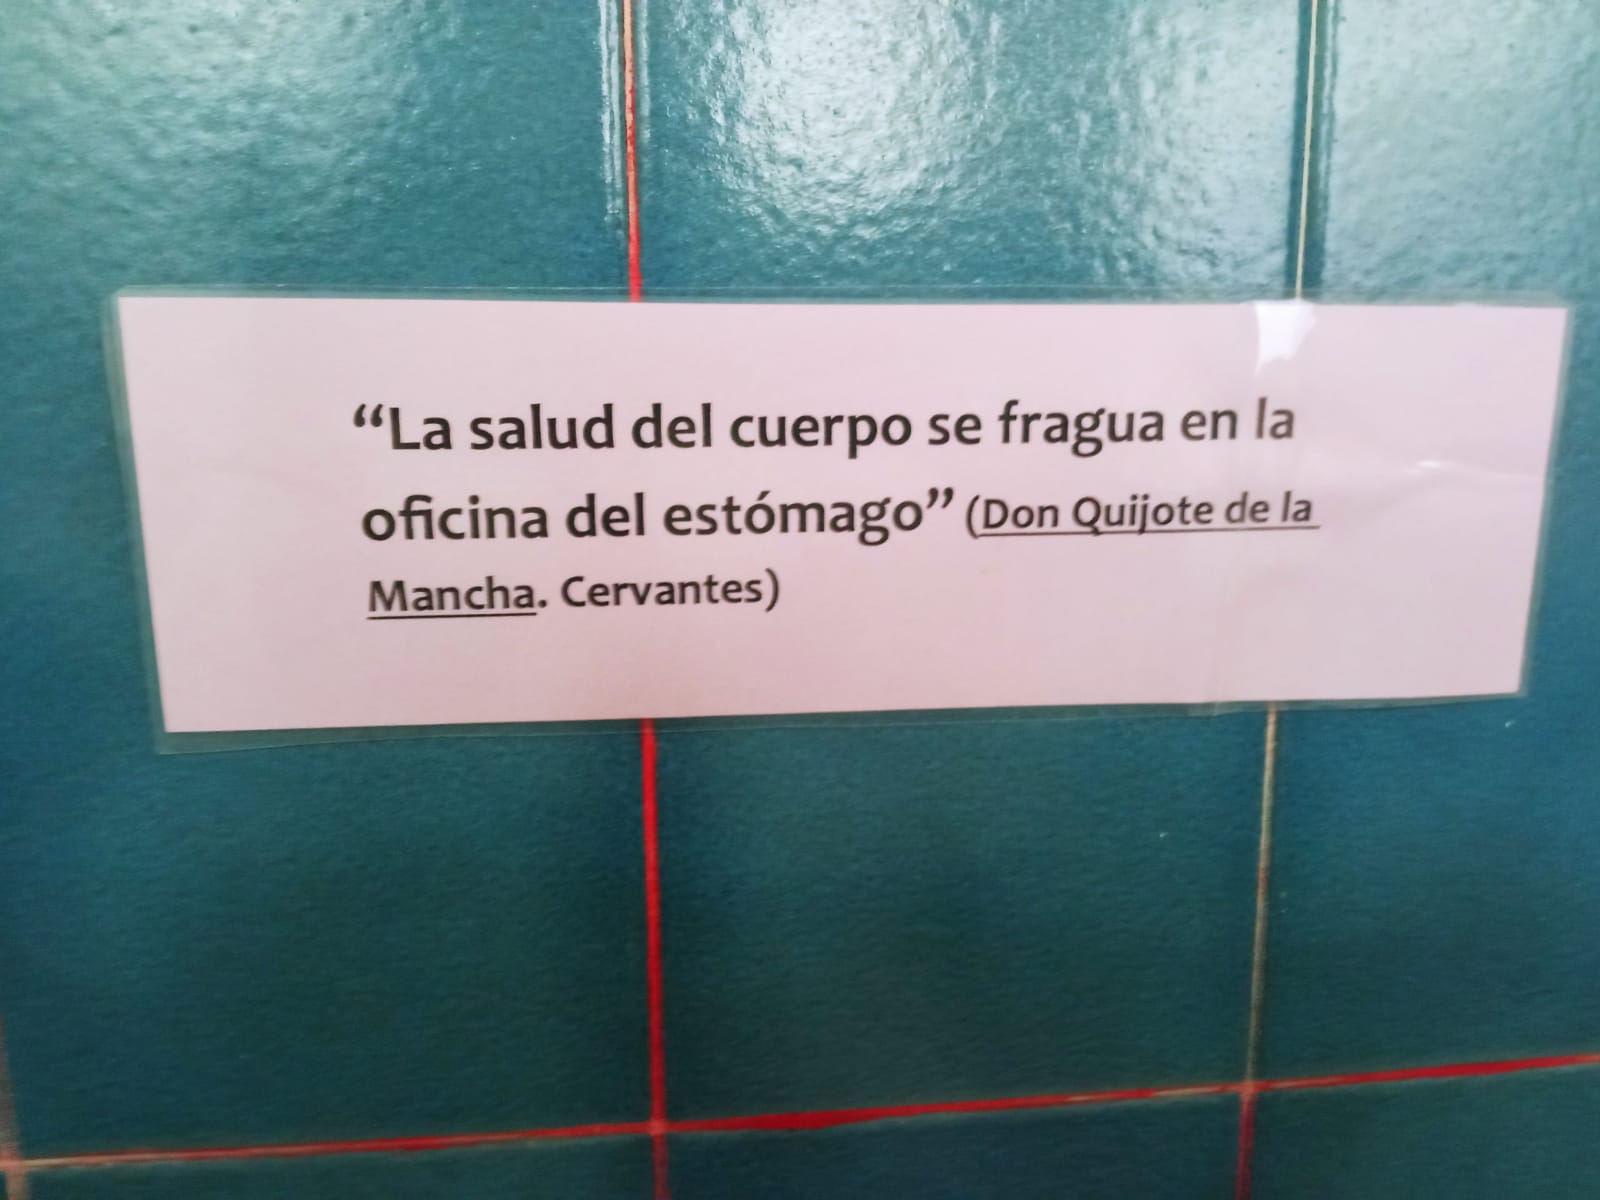 “La salud del cuerpo se fragua en la
oficina del estómago” (Don Quijote de la
Mancha. Cervantes)